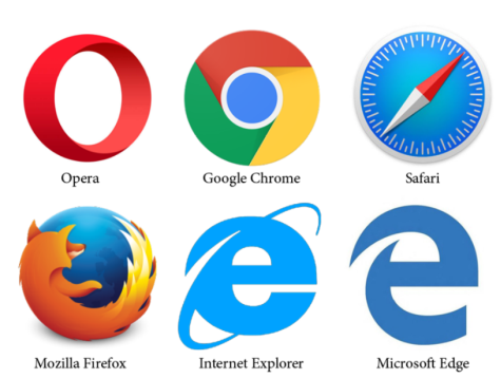 Opera
Google Chrome
Safari
Mozilla Firefox
Internet Explorer
Microsoft Edge